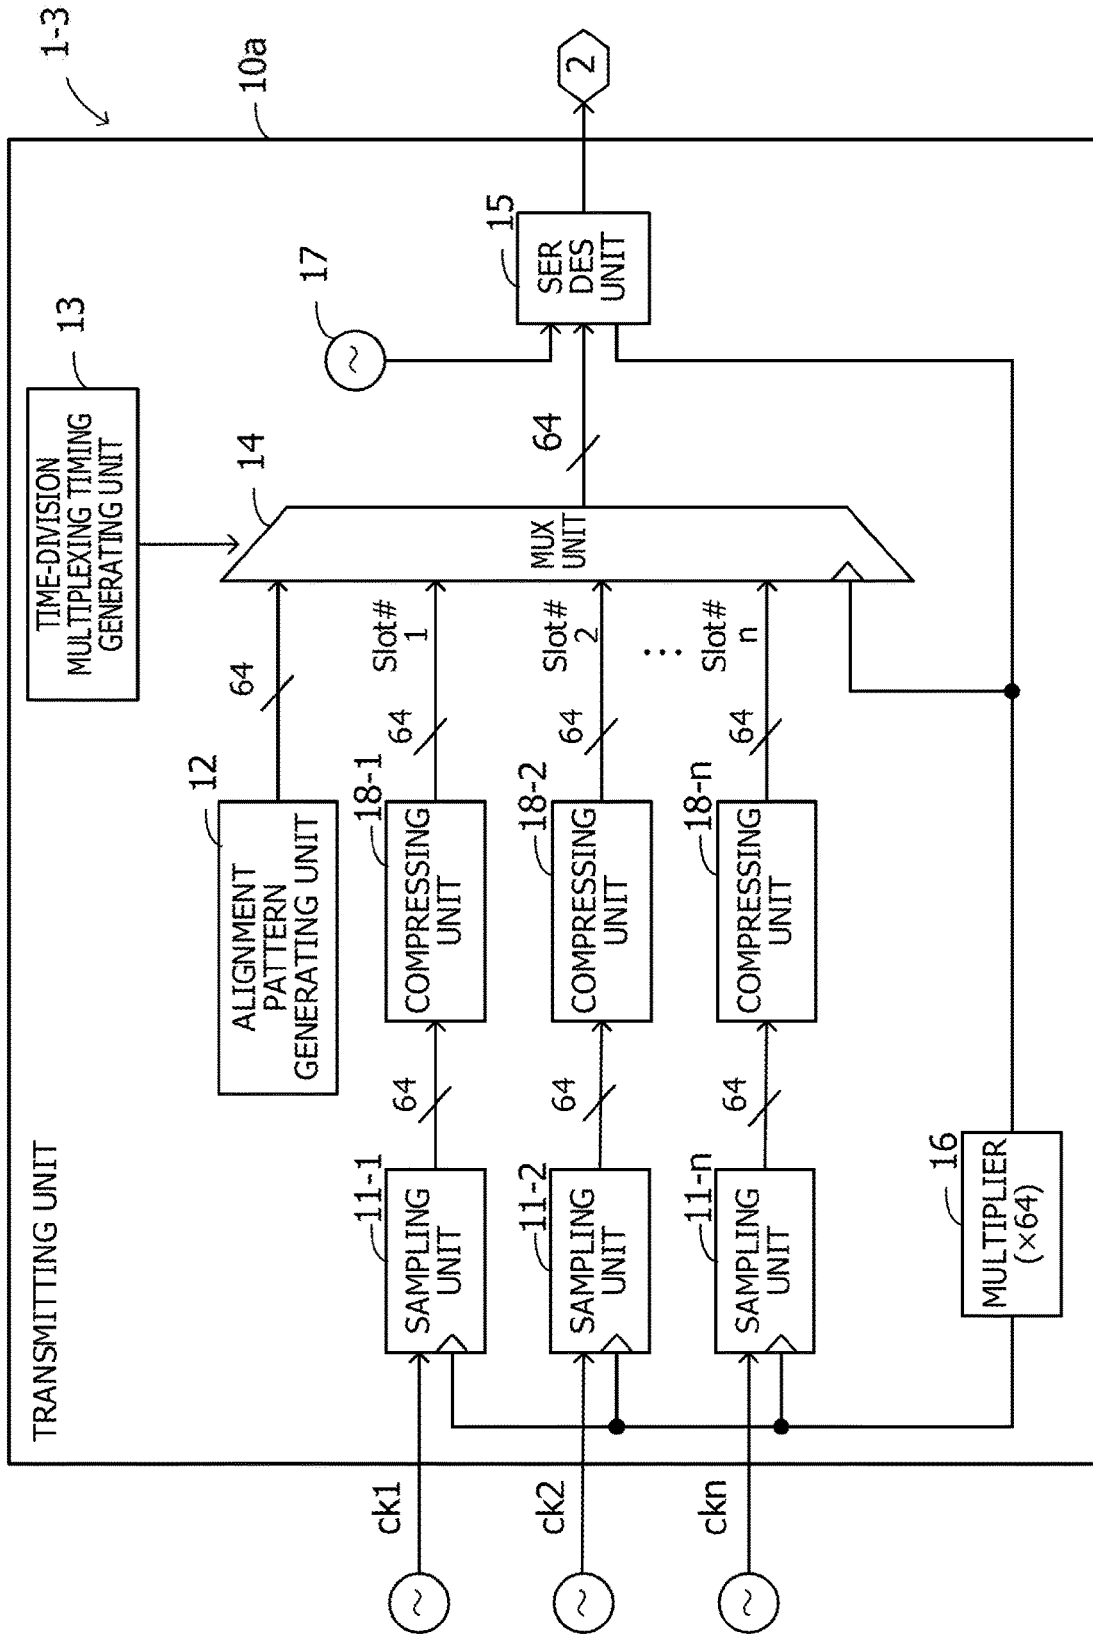 1-3
10a
TRANSMITTING UNIT
TIME-DIVISION
MULTIPLEXING TIMING
GENERATING UNIT
13
12
ALIGNMENT
PATTERN
GENERATING UNIT
64
14
17
ck1
11-1
SAMPLING
UNIT
64
18-1
COMPRESSING
UNIT
64
Slot#
1
ck2
11-2
SAMPLING
UNIT
64
18-2
COMPRESSING
UNIT
64
Slot#
2
MUX
UNIT
64
15
SER
DES
UNIT
2
...
ckn
11-n
SAMPLING
UNIT
64
18-n
COMPRESSING
UNIT
64
Slot#
n
16
MULTIPLIER
(×64)